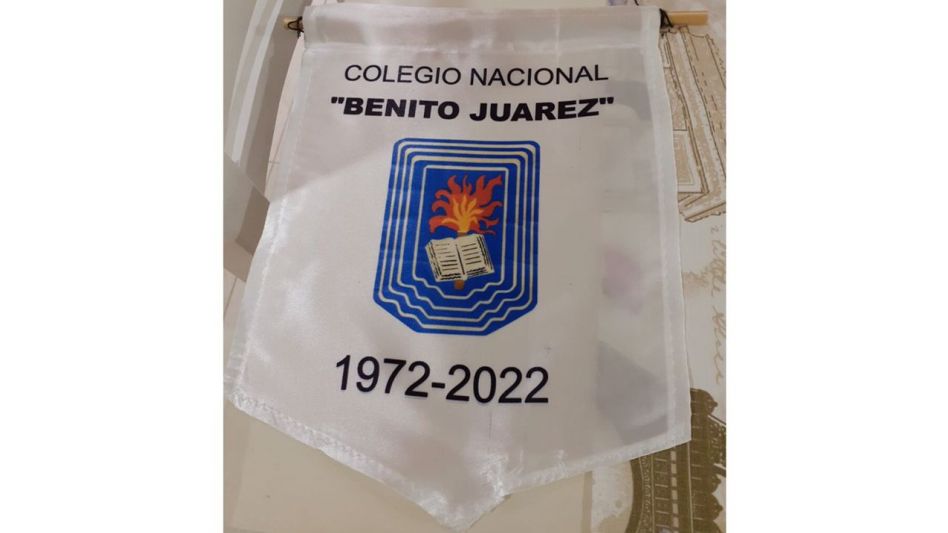 COLEGIO NACIONAL
"BENITO JUAREZ"
1972-2022